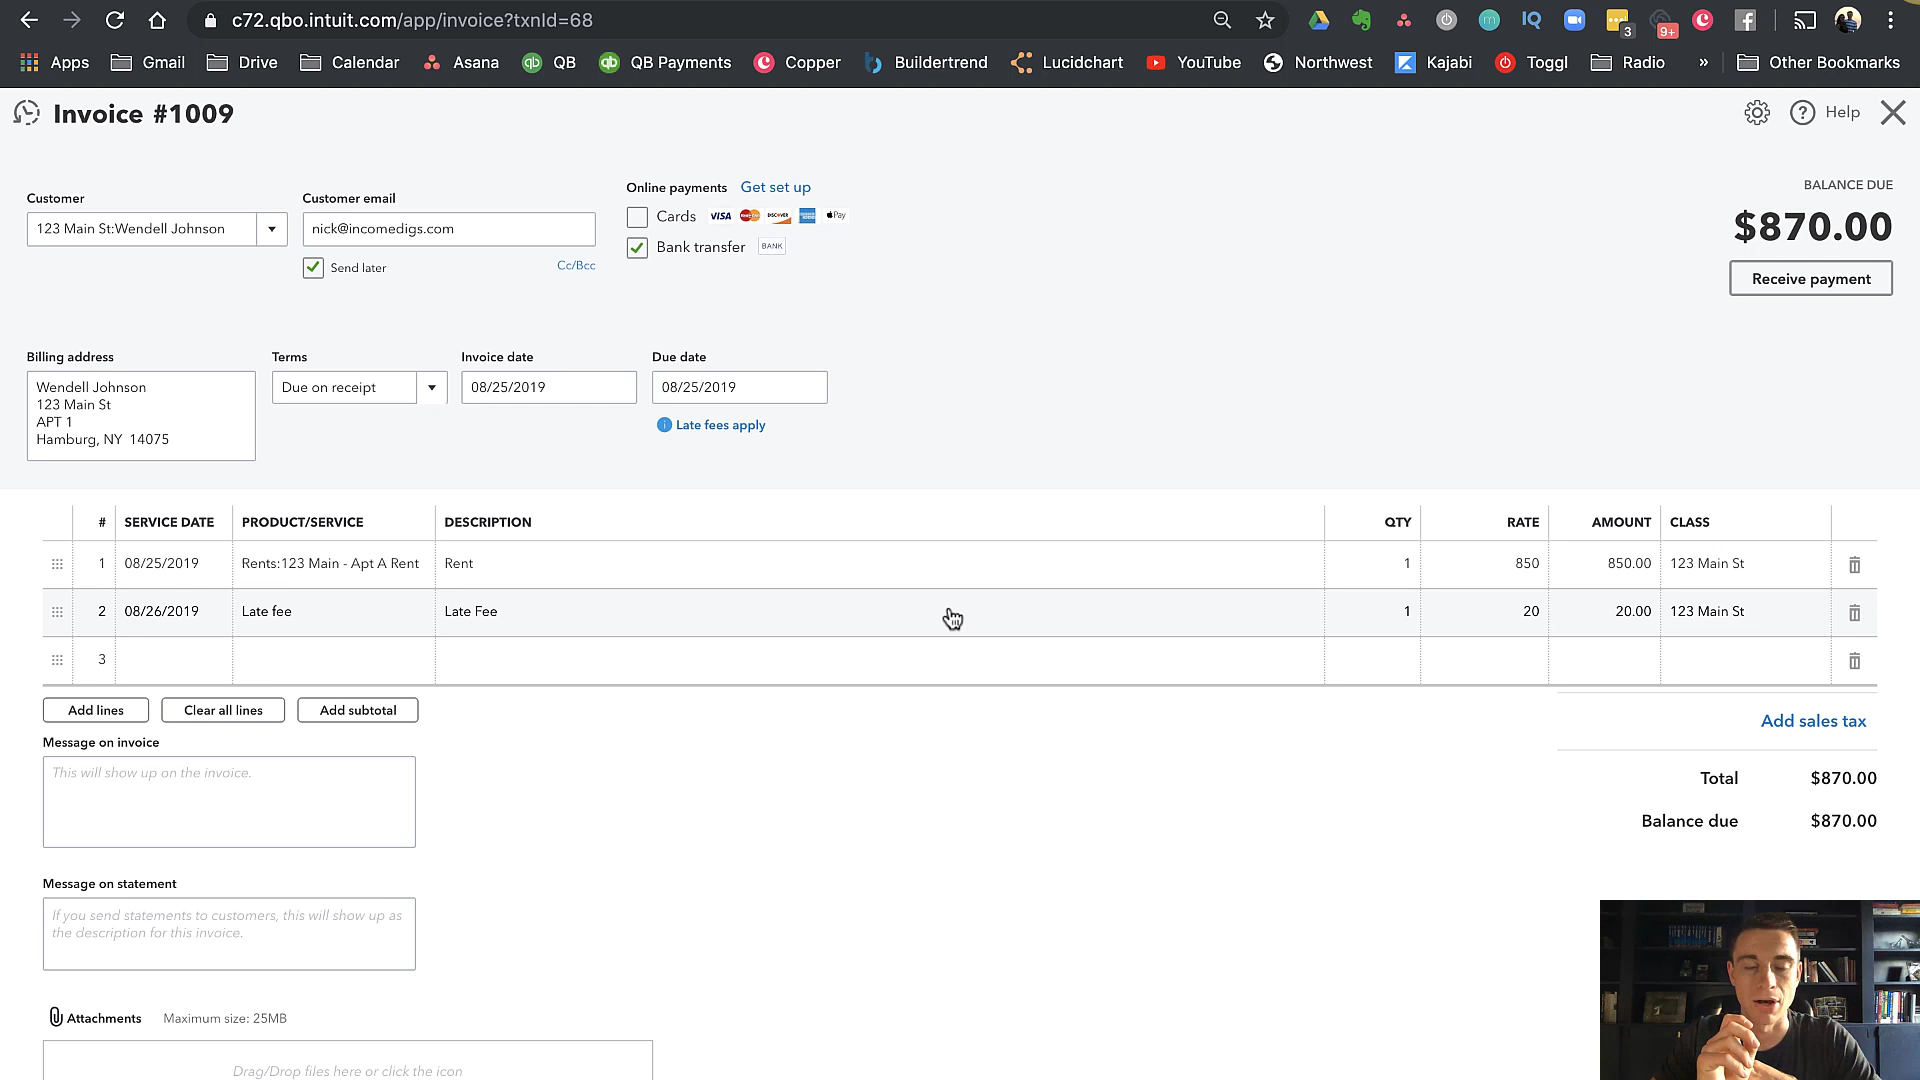 c72.qbo.intuit.com/app/invoice?txnId=68
3
9+
Apps Gmail Drive Calendar Asana QB QB Payments Copper Buildertrend Lucidchart YouTube Northwest Kajabi Toggl Radio » Other Bookmarks
Invoice #1009
Help
Customer
123 Main St:Wendell Johnson
Customer email
nick@incomedigs.com
Send later
Cc/Bcc
Online payments Get set up
Cards VISA DISCOVER Pay
Bank transfer BANK
BALANCE DUE
$870.00
Receive payment
Billing address
Wendell Johnson
123 Main St
APT 1
Hamburg, NY 14075
Terms
Due on receipt
Invoice date
08/25/2019
Due date
08/25/2019
Late fees apply
# SERVICE DATE PRODUCT/SERVICE DESCRIPTION QTY RATE AMOUNT CLASS
1 08/25/2019 Rents:123 Main - Apt A Rent Rent 1 850 850.00 123 Main St
2 08/26/2019 Late fee Late Fee 1 20 20.00 123 Main St
3
Add lines Clear all lines Add subtotal
Add sales tax
Message on invoice
This will show up on the invoice.
Total $870.00
Balance due $870.00
Message on statement
If you send statements to customers, this will show up as
the description for this invoice.
Attachments Maximum size: 25MB
Drag/Drop files here or click the icon